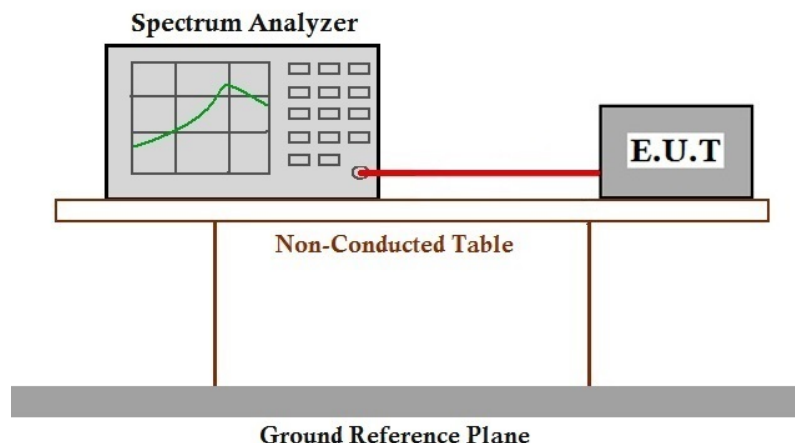 Spectrum Analyzer
E.U.T
Non-Conducted Table
Ground Reference Plane